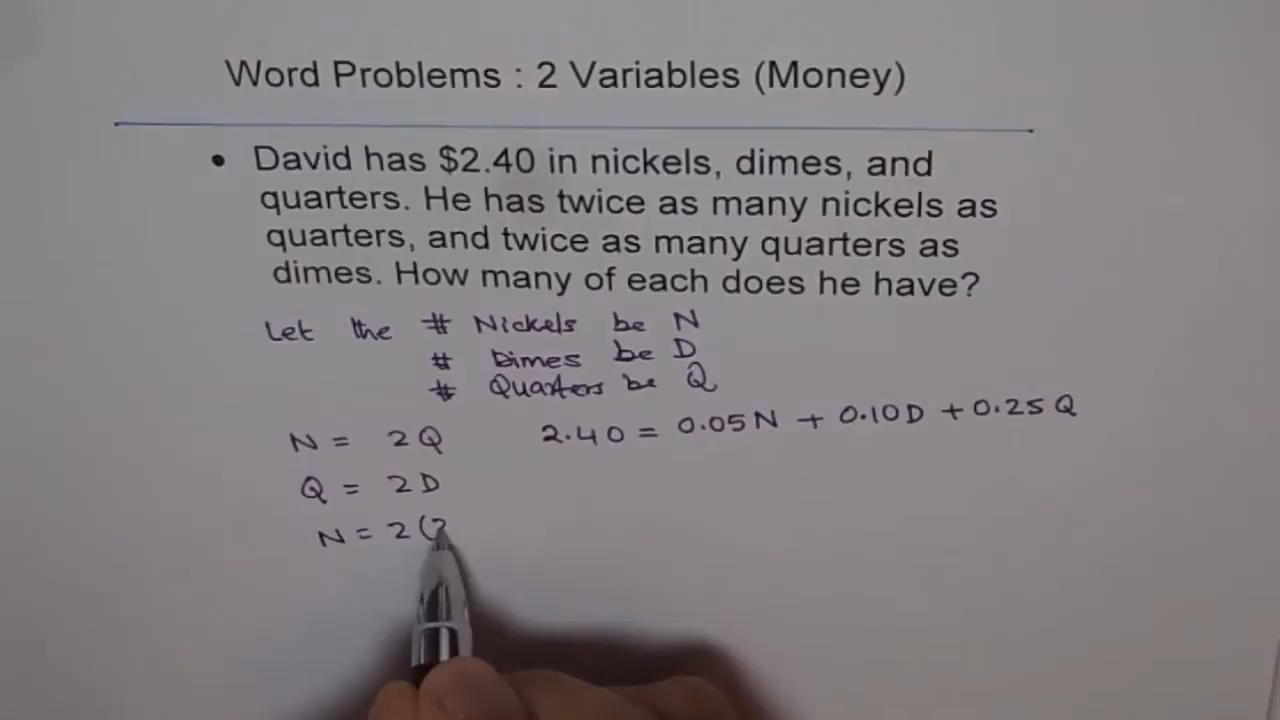 Word Problems : 2 Variables (Money)
• David has $2.40 in nickels, dimes, and
quarters. He has twice as many nickels as
quarters, and twice as many quarters as
dimes. How many of each does he have?
Let the # Nickels be N
# Dimes be D
# Quarters be Q
N = 2Q 2.40 = 0.05N + 0.10D + 0.25Q
Q = 2D
N = 2(2